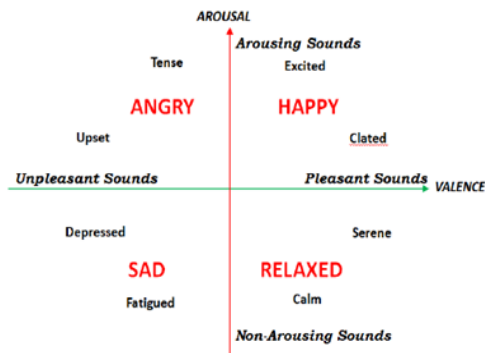 AROUSAL
Arousing Sounds
Tense
Excited
ANGRY
HAPPY
Upset
Clated
Unpleasant Sounds
Pleasant Sounds
VALENCE
Depressed
Serene
SAD
RELAXED
Fatigued
Calm
Non-Arousing Sounds